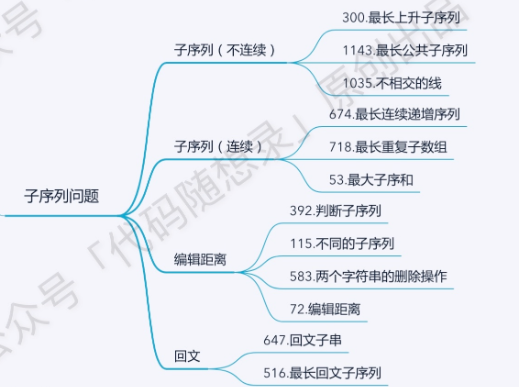 300.最长上升子序列
子序列（不连续）
1143.最长公共子序列
1035.不相交的线
674.最长连续递增序列
子序列（连续）
718.最长重复子数组
53.最大子序和
子序列问题
392.判断子序列
115.不同的子序列
编辑距离
583.两个字符串的删除操作
72.编辑距离
647.回文子串
回文
516.最长回文子序列
公众号「代码随想录」原创出品
众号